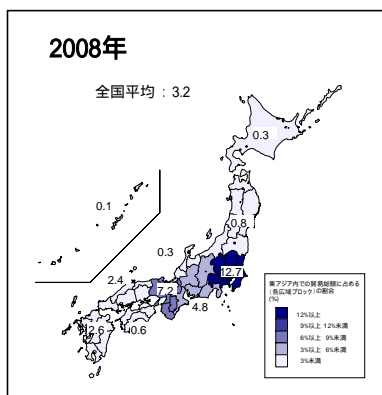 2008年
全国平均 : 3.2
0.3
0.1
0.8
0.3
12.7
2.4
7.2
4.8
2.6
0.6
東アジア内での貿易総額に占める
(各広域ブロック)の割合
(%)
12%以上
9%以上 12%未満
6%以上 9%未満
3%以上 6%未満
3%未満